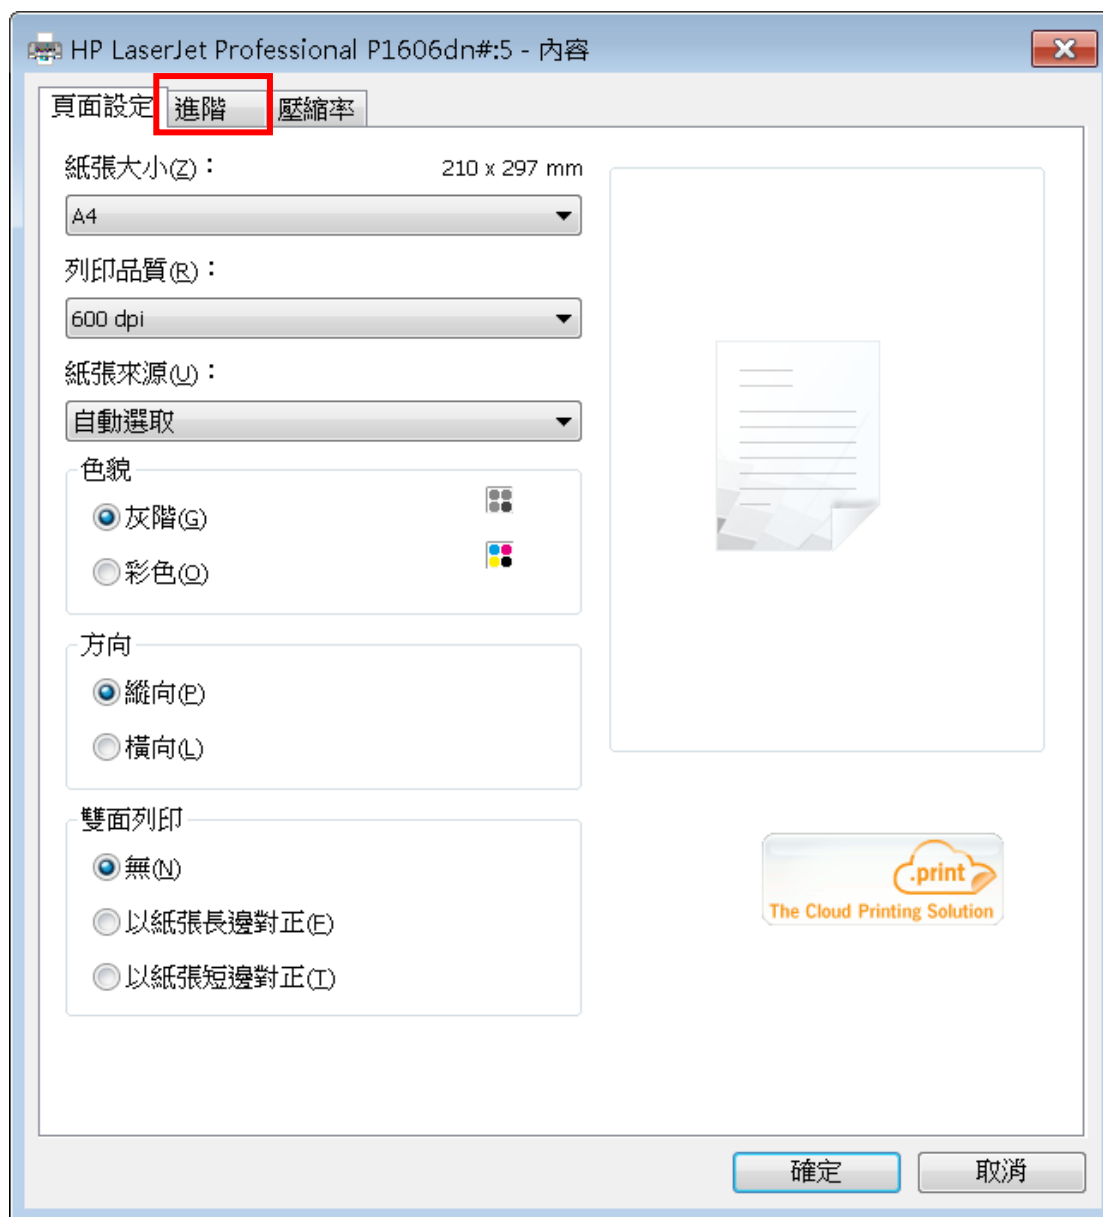 HP LaserJet Professional P1606dn#:5 - 內容
頁面設定 進階 壓縮率
紙張大小(Z)： 210 x 297 mm
A4
列印品質(R)：
600 dpi
紙張來源(U)：
自動選取
色貌
灰階(G)
彩色(O)
方向
縱向(P)
橫向(L)
雙面列印
無(N)
以紙張長邊對正(E)
以紙張短邊對正(T)
.print
The Cloud Printing Solution
確定 取消